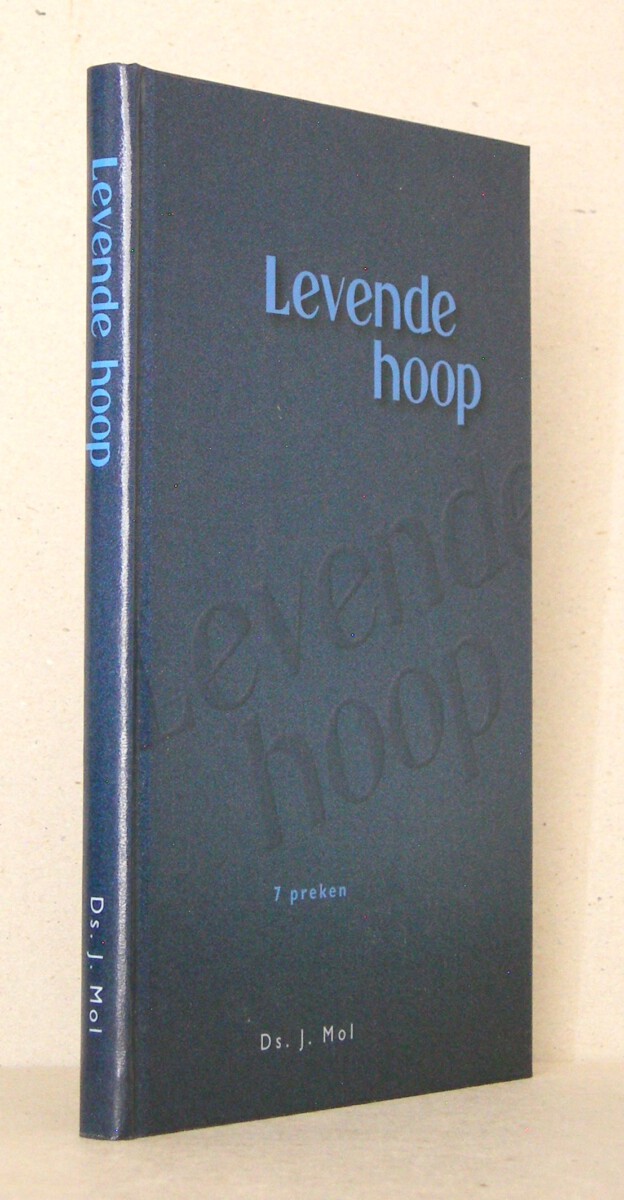 Levende hoop
Ds. J. Mol
Levende
hoop
Levende
hoop
7 preken
Ds. J. Mol